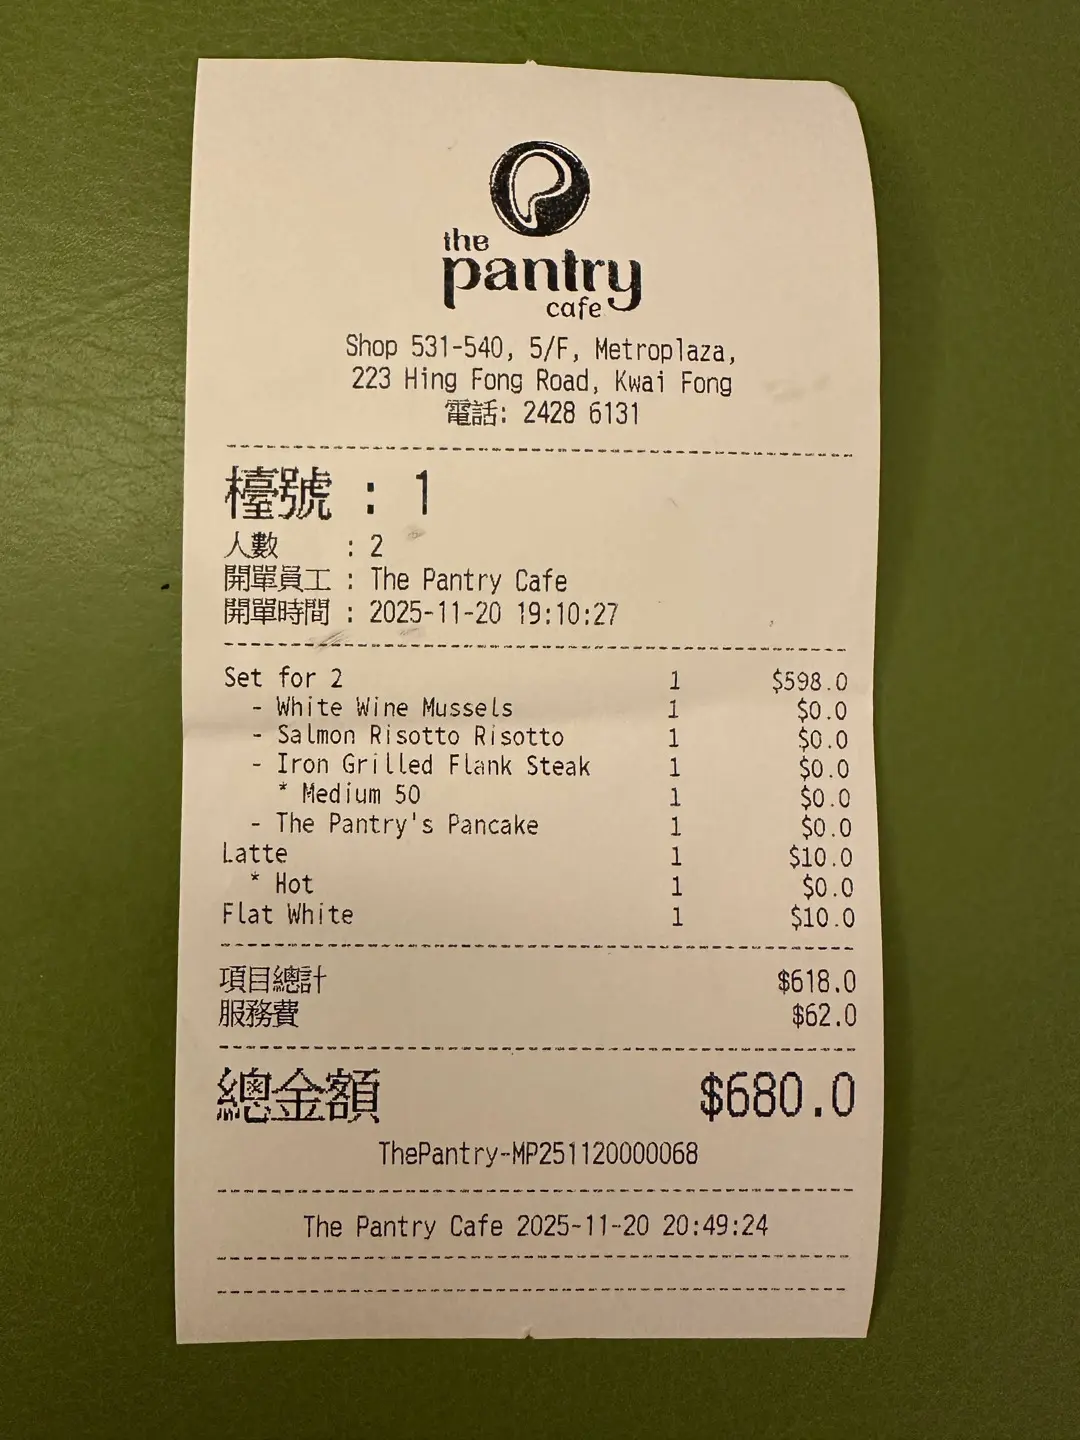 the
pantry
cafe
Shop 531-540, 5/F, Metroplaza,
223 Hing Fong Road, Kwai Fong
電話: 2428 6131
檯號 : 1
人數 : 2
開單員工 : The Pantry Cafe
開單時間 : 2025-11-20 19:10:27
Set for 2 1 $598.0
- White Wine Mussels 1 $0.0
- Salmon Risotto Risotto 1 $0.0
- Iron Grilled Flank Steak 1 $0.0
* Medium 50 1 $0.0
- The Pantry's Pancake 1 $0.0
Latte 1 $10.0
* Hot 1 $0.0
Flat White 1 $10.0
項目總計 $618.0
服務費 $62.0
總金額 $680.0
ThePantry-MP251120000068
The Pantry Cafe 2025-11-20 20:49:24